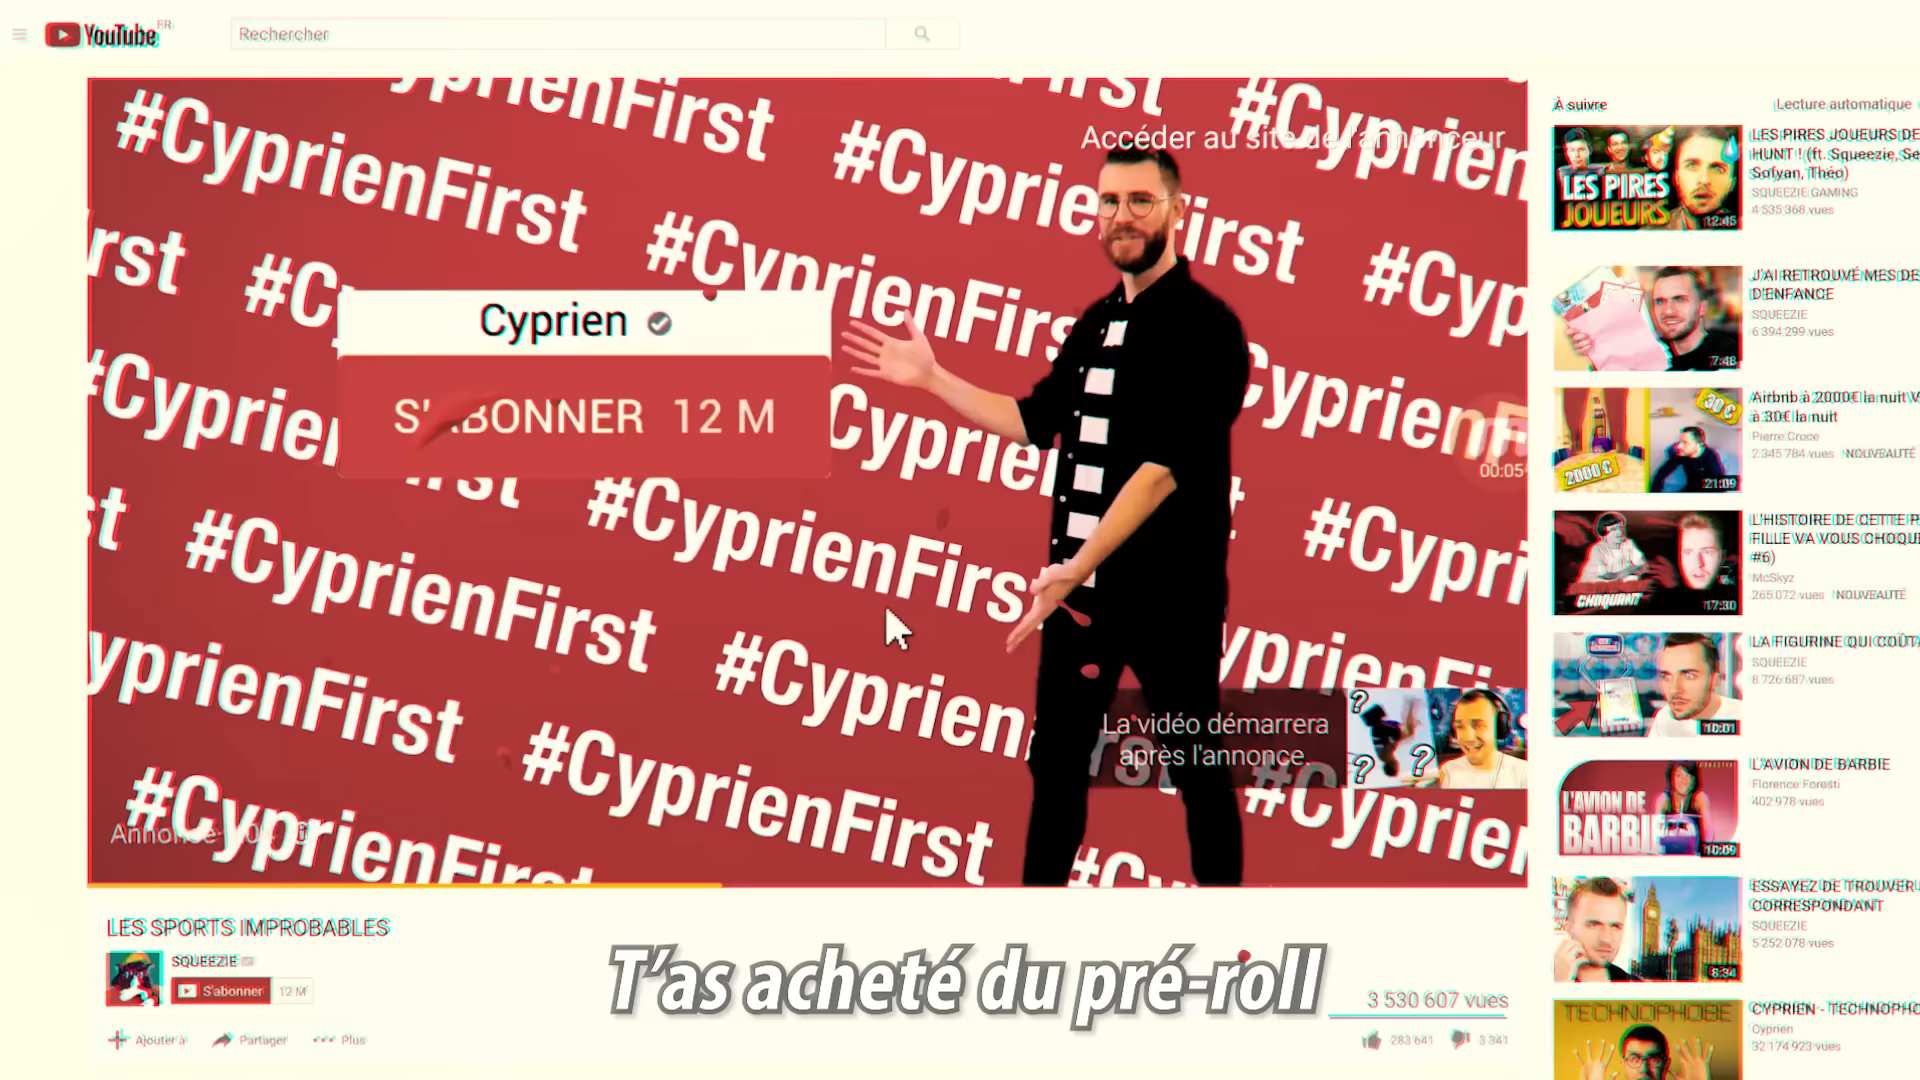 YouTube FR
Rechercher
#CyprienFirst
Accéder au site de l'annonceur
Cyprien
S'ABONNER 12 M
00:05
La vidéo démarrera
après l'annonce.
Annonce
LES SPORTS IMPROBABLES
SQUEEZIE
S'abonner 12 M
T'as acheté du pré-roll
3 530 607 vues
Ajouter à Partager Plus
283 641 3 341
À suivre
Lecture automatique
LES PIRES
JOUEURS
12:45
LES PIRES JOUEURS DE
HUNT ! (ft. Squeezie, Se
Sofyan, Théo)
SQUEEZIE GAMING
4 535 368 vues
7:48
J'AI RETROUVÉ MES DE
D'ENFANCE
SQUEEZIE
6 394 299 vues
30 €
2000 €
21:09
Airbnb à 2000€ la nuit V
à 30€ la nuit
Pierre Croce
2 345 784 vues NOUVEAUTÉ
CHOQUANT
17:30
L'HISTOIRE DE CETTE P
FILLE VA VOUS CHOQUE
#6)
McSkyz
265 072 vues NOUVEAUTÉ
10:01
LA FIGURINE QUI COÛT
SQUEEZIE
8 726 687 vues
L'AVION DE
BARBIE
10:09
L'AVION DE BARBIE
Florence Foresti
402 978 vues
8:34
ESSAYEZ DE TROUVER
CORRESPONDANT
SQUEEZIE
5 252 078 vues
TECHNOPHOBE
CYPRIEN - TECHNOPHO
Cyprien
32 174 923 vues